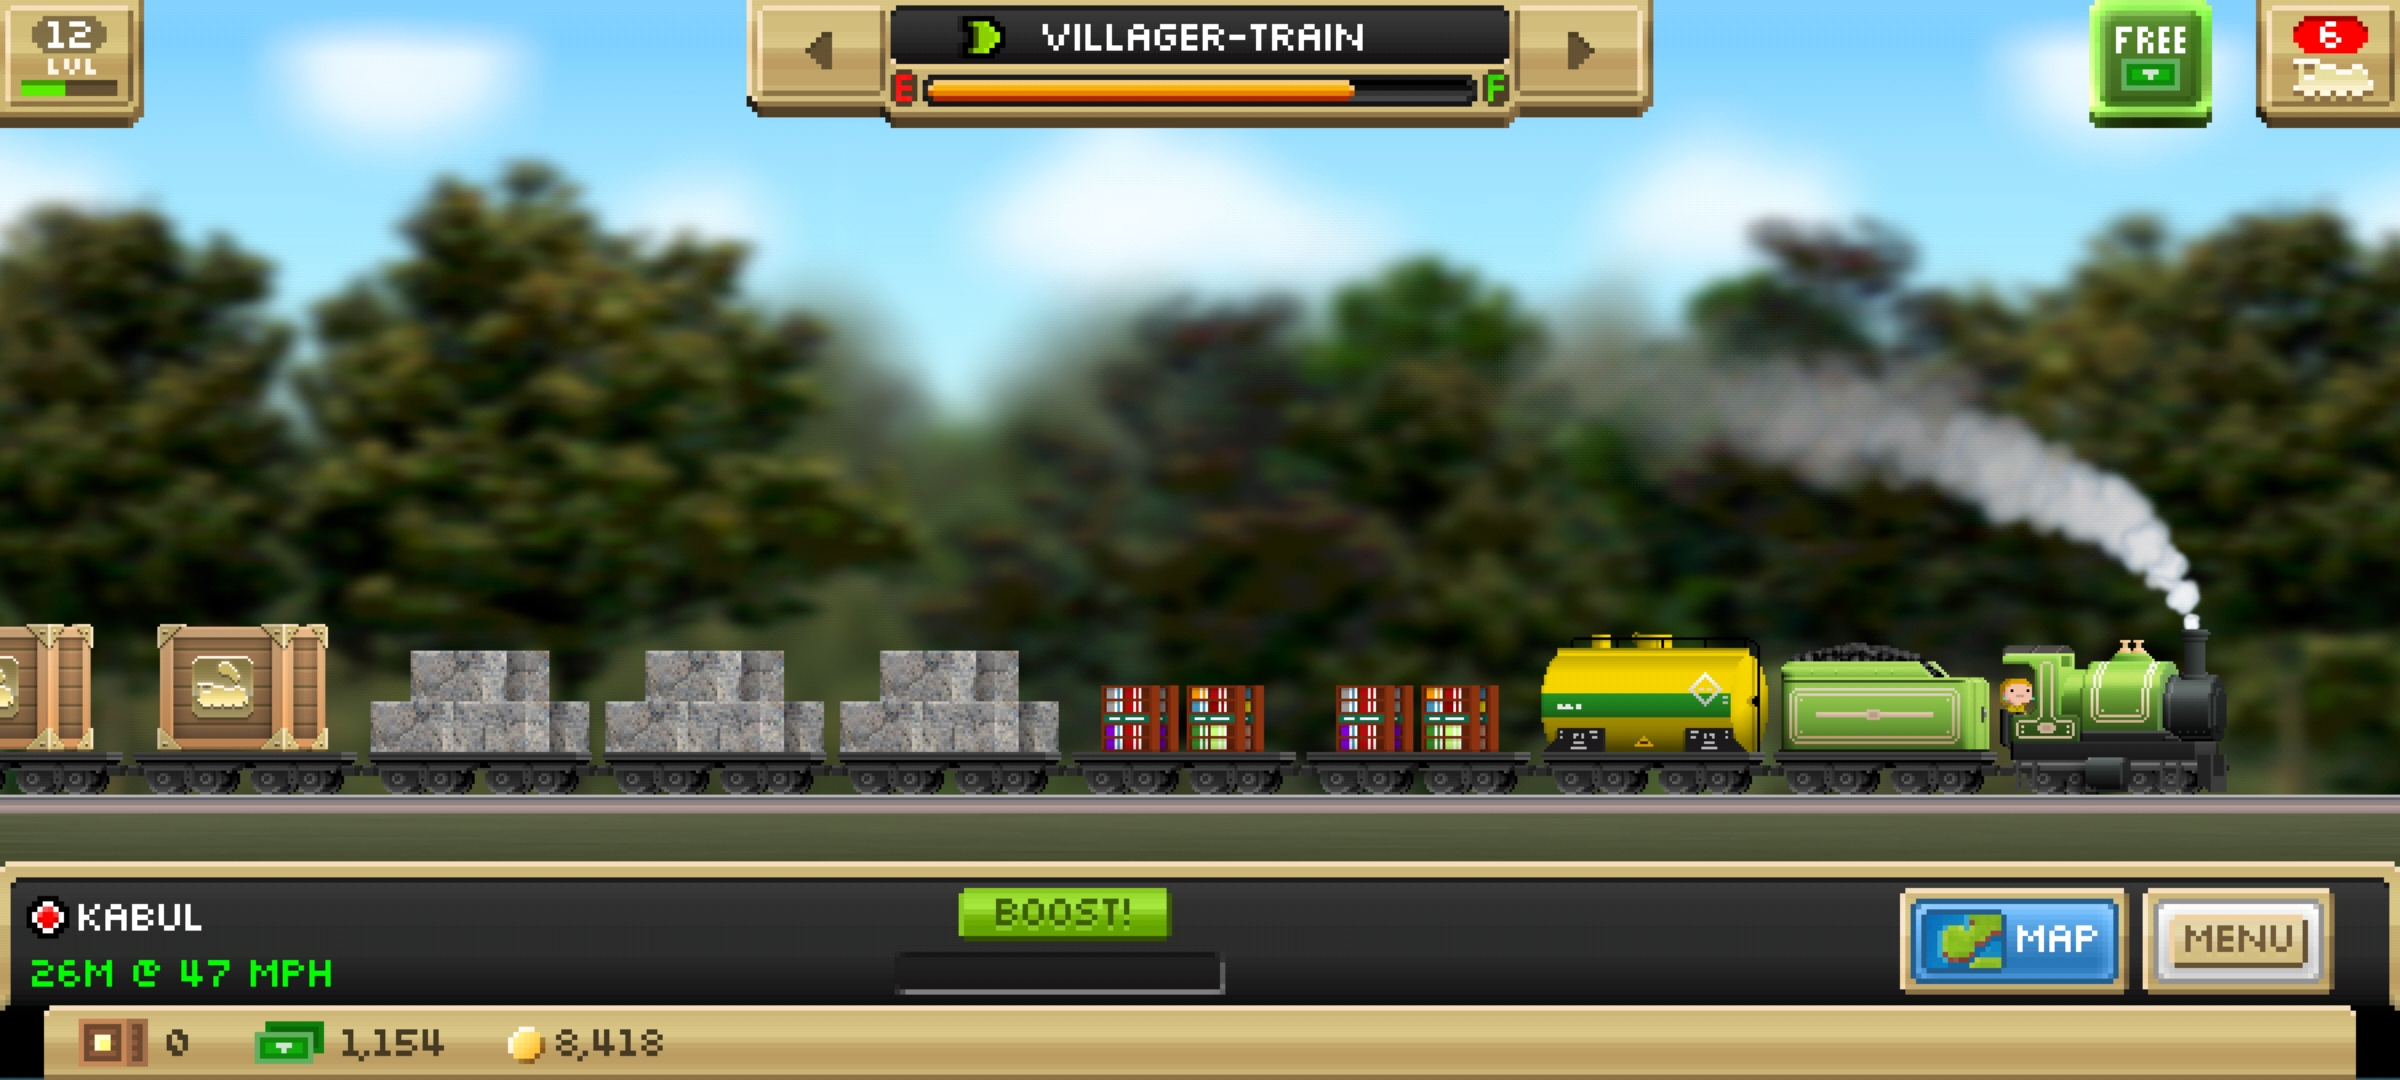 12
LVL
VILLAGER-TRAIN
E
F
FREE
6
KABUL
26M @ 47 MPH
BOOST!
MAP
MENU
0
1,154
8,418